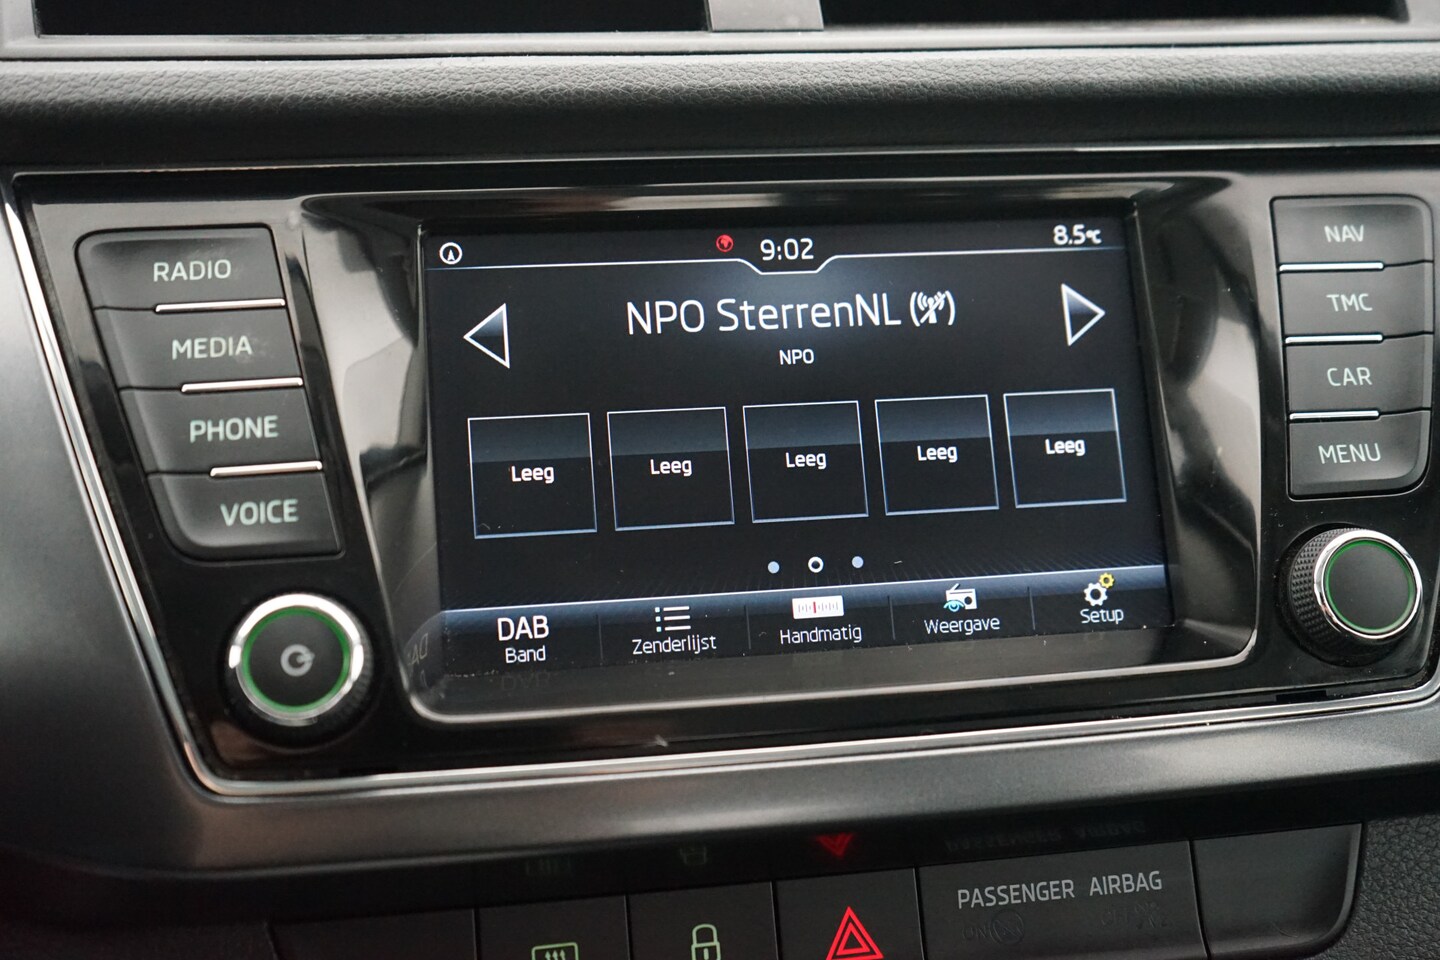 RADIO
MEDIA
PHONE
VOICE
9:02
8.5°C
NPO SterrenNL
NPO
Leeg
Leeg
Leeg
Leeg
Leeg
DAB
Band
Zenderlijst
Handmatig
Weergave
Setup
NAV
TMC
CAR
MENU
PASSENGER AIRBAG